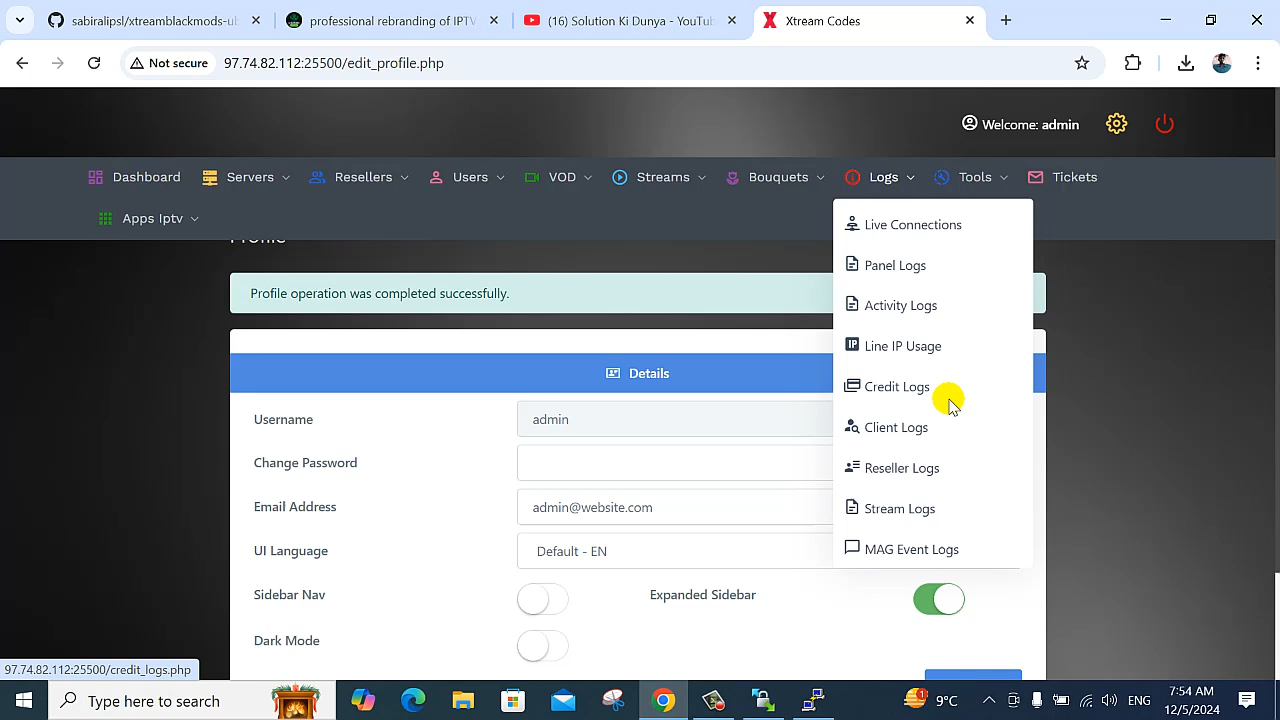 sabiralipsl/xtreamblackmods-ub
professional rebranding of IPTV
(16) Solution Ki Dunya - YouTu
Xtream Codes
Not secure
97.74.82.112:25500/edit_profile.php
Welcome: admin
Dashboard
Servers
Resellers
Users
VOD
Streams
Bouquets
Logs
Tools
Tickets
Apps Iptv
Live Connections
Panel Logs
Activity Logs
IP Line IP Usage
Credit Logs
Client Logs
Reseller Logs
Stream Logs
MAG Event Logs
Profile
Profile operation was completed successfully.
Details
Username
admin
Change Password
Email Address
admin@website.com
UI Language
Default - EN
Sidebar Nav
Expanded Sidebar
Dark Mode
97.74.82.112:25500/credit_logs.php
Type here to search
1
9°C
ENG
7:54 AM
12/5/2024